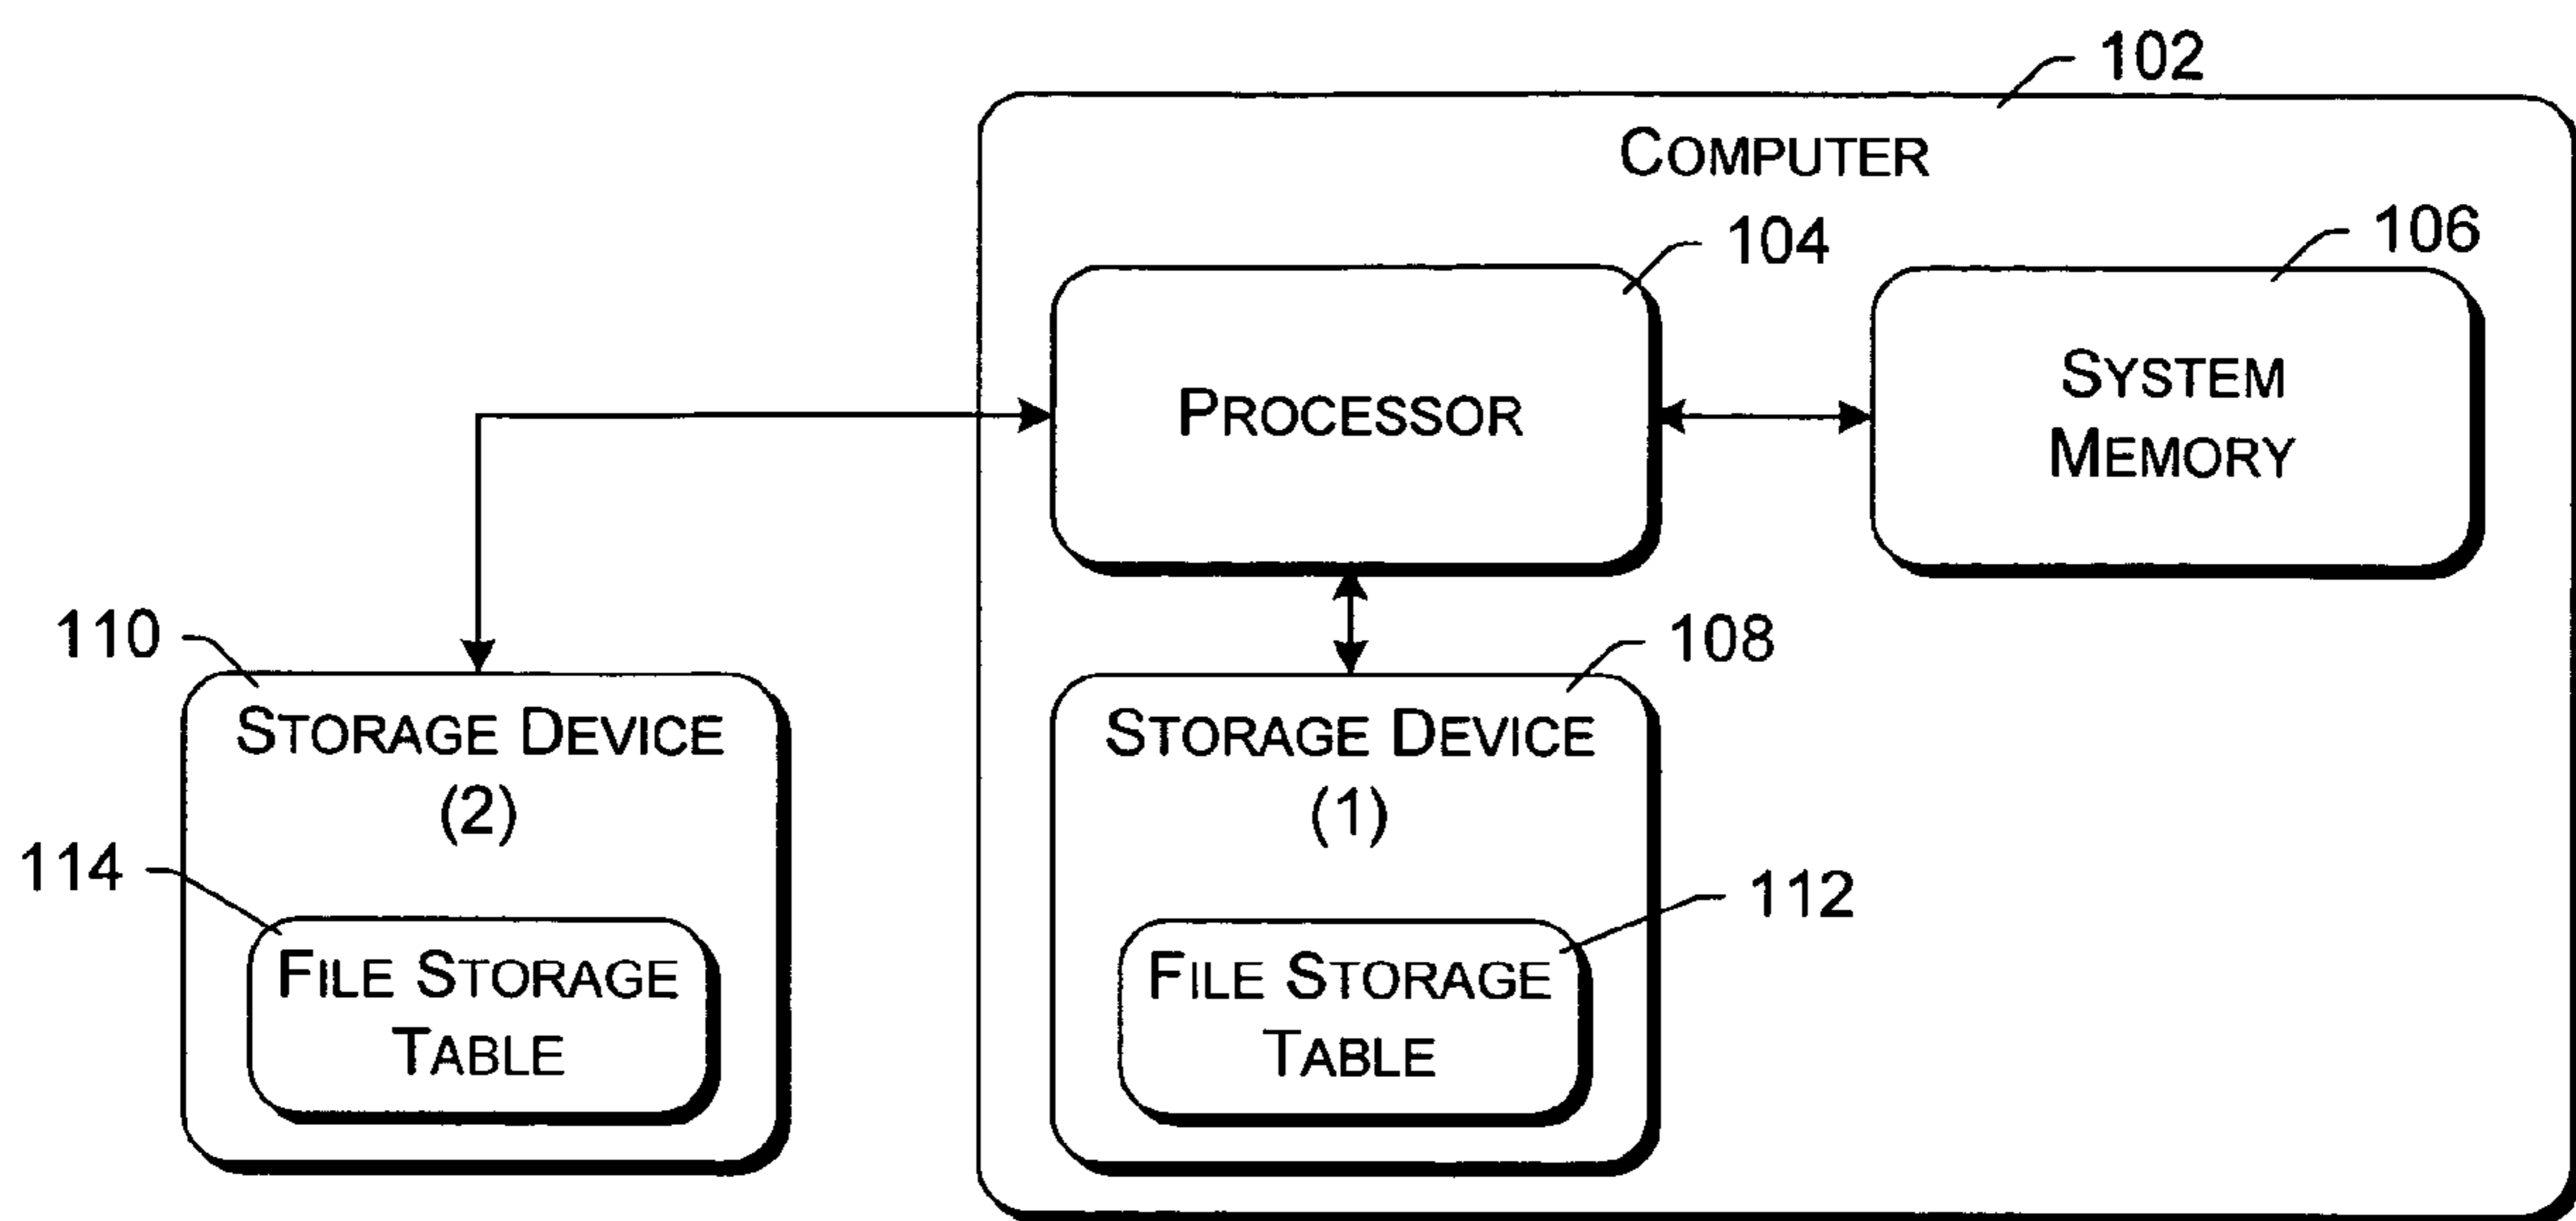 102
COMPUTER
104
106
PROCESSOR
SYSTEM
MEMORY
110
108
STORAGE DEVICE
(2)
STORAGE DEVICE
(1)
114
112
FILE STORAGE
TABLE
FILE STORAGE
TABLE